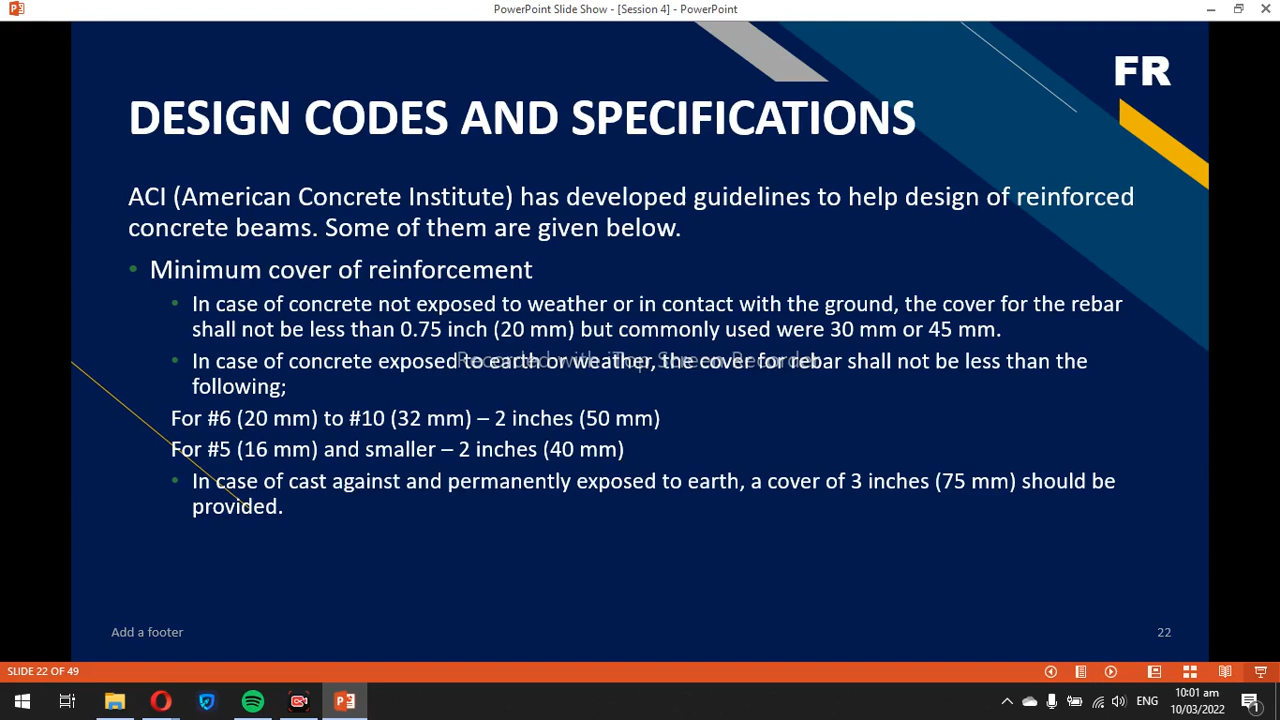 PowerPoint Slide Show - [Session 4] - PowerPoint
FR
DESIGN CODES AND SPECIFICATIONS
ACI (American Concrete Institute) has developed guidelines to help design of reinforced
concrete beams. Some of them are given below.
• Minimum cover of reinforcement
• In case of concrete not exposed to weather or in contact with the ground, the cover for the rebar
shall not be less than 0.75 inch (20 mm) but commonly used were 30 mm or 45 mm.
Recorded with iTop Screen Recorder
• In case of concrete exposed to earth or weather, the cover for rebar shall not be less than the
following;
For #6 (20 mm) to #10 (32 mm) – 2 inches (50 mm)
For #5 (16 mm) and smaller – 2 inches (40 mm)
• In case of cast against and permanently exposed to earth, a cover of 3 inches (75 mm) should be
provided.
Add a footer
22
SLIDE 22 OF 49
ENG
10:01 am
10/03/2022
1